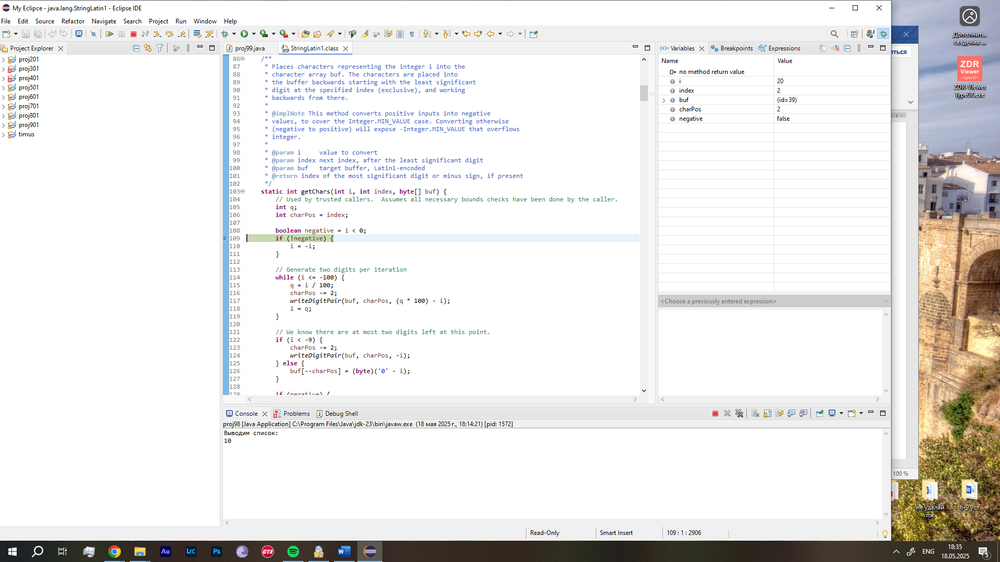 My Eclipce - java.lang.StringLatin1 - Eclipse IDE
File Edit Source Refactor Navigate Search Project Run Window Help
Project Explorer
proj201
proj301
proj401
proj501
proj601
proj701
proj801
proj901
timus
proj99.java StringLatin1.class
86 /**
87 * Places characters representing the integer i into the
88 * character array buf. The characters are placed into
89 * the buffer backwards starting with the least significant
90 * digit at the specified index (exclusive), and working
91 * backwards from there.
92 *
93 * @implNote This method converts positive inputs into negative
94 * values, to cover the Integer.MIN_VALUE case. Converting otherwise
95 * (negative to positive) will expose -Integer.MIN_VALUE that overflows
96 * integer.
97 *
98 * @param i     value to convert
99 * @param index next index, after the least significant digit
100 * @param buf   target buffer, Latin1-encoded
101 * @return index of the most significant digit or minus sign, if present
102 */
103 static int getChars(int i, int index, byte[] buf) {
104 // Used by trusted callers.  Assumes all necessary bounds checks have been done by the caller.
105 int q;
106 int charPos = index;
107
108 boolean negative = i < 0;
109 if (!negative) {
110 i = -i;
111 }
112
113 // Generate two digits per iteration
114 while (i <= -100) {
115 q = i / 100;
116 charPos -= 2;
117 writeDigitPair(buf, charPos, (q * 100) - i);
118 i = q;
119 }
120
121 // We know there are at most two digits left at this point.
122 if (i < -9) {
123 charPos -= 2;
124 writeDigitPair(buf, charPos, -i);
125 } else {
126 buf[--charPos] = (byte)('0' - i);
127 }
128
129 if (negative) {
(x)= Variables Breakpoints Expressions
Name Value
no method return value
i 20
index 2
buf (id=39)
charPos 2
negative false
<Choose a previously entered expression>
Console Problems Debug Shell
proj98 [Java Application] C:\Program Files\Java\jdk-23\bin\javaw.exe (18 мая 2025 г., 18:14:21) [pid: 1572]
Выводим список:
10
Read-Only Smart Insert 109 : 1 : 2906
иться
100 %
Дополнит...
сведения ...
ZDR
Viewer
~Type 07~
ZDR-Viewer
Type07.exe
не удаляй
пж
6-9 уст
Au Lrc Ps GT3
ENG
18:35
18.05.2025
5